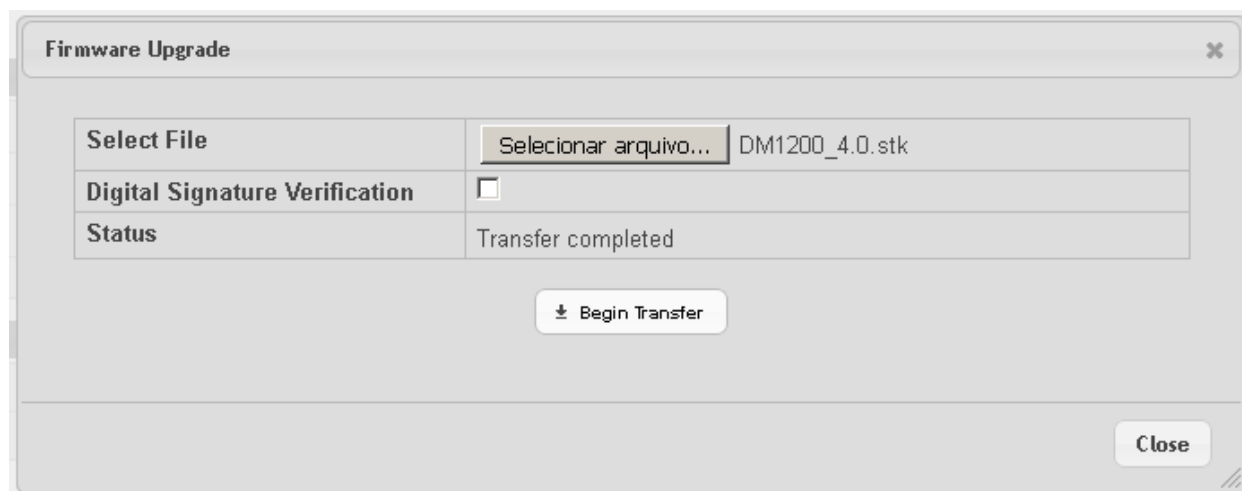 Firmware Upgrade
Select File Selecionar arquivo... DM1200_4.0.stk
Digital Signature Verification
Status Transfer completed
Begin Transfer
Close